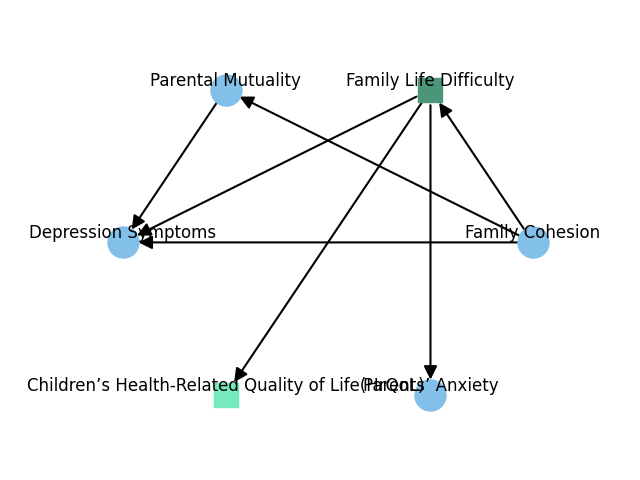 Parental Mutuality
Family Life Difficulty
Depression Symptoms
Family Cohesion
Children’s Health-Related Quality of Life (HrQoL)
Parents’ Anxiety